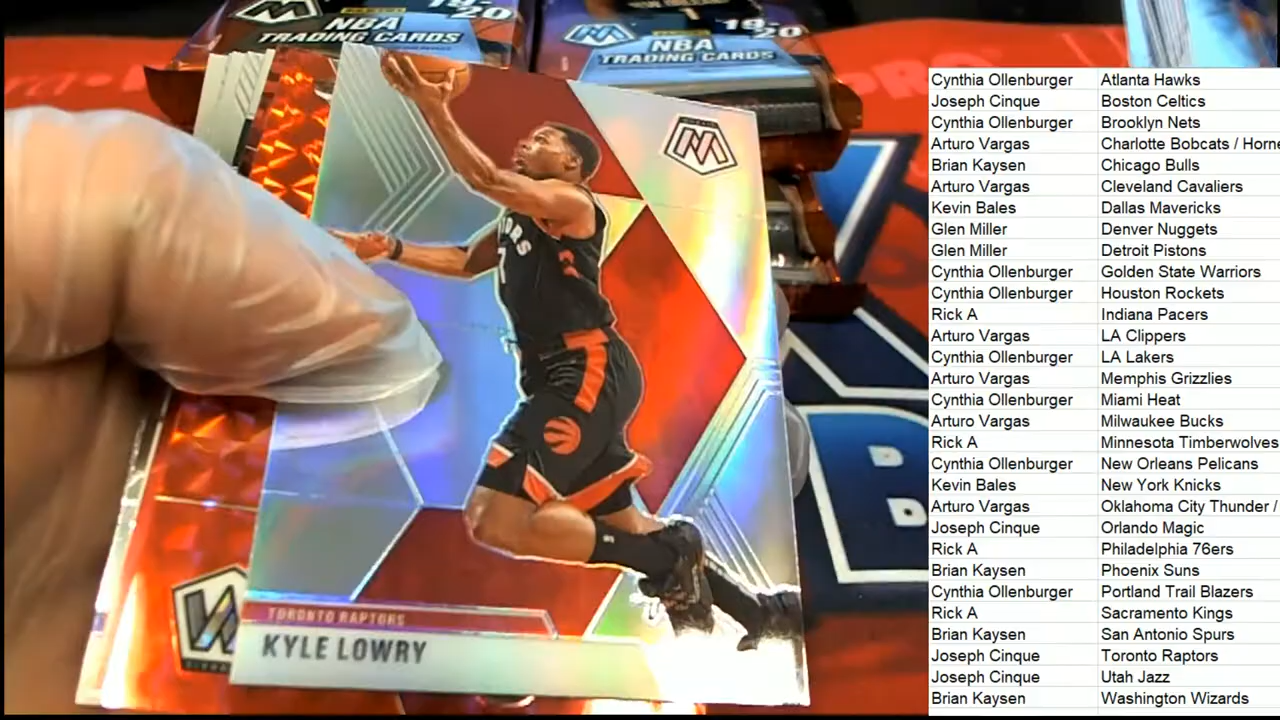 PANINI
19-20
NBA
TRADING CARDS
PANINI
19-20
NBA
TRADING CARDS
MOSAIC
ORS
7
TORONTO RAPTORS
KYLE LOWRY
B
Cynthia Ollenburger Atlanta Hawks
Joseph Cinque Boston Celtics
Cynthia Ollenburger Brooklyn Nets
Arturo Vargas Charlotte Bobcats / Horne
Brian Kaysen Chicago Bulls
Arturo Vargas Cleveland Cavaliers
Kevin Bales Dallas Mavericks
Glen Miller Denver Nuggets
Glen Miller Detroit Pistons
Cynthia Ollenburger Golden State Warriors
Cynthia Ollenburger Houston Rockets
Rick A Indiana Pacers
Arturo Vargas LA Clippers
Cynthia Ollenburger LA Lakers
Arturo Vargas Memphis Grizzlies
Cynthia Ollenburger Miami Heat
Arturo Vargas Milwaukee Bucks
Rick A Minnesota Timberwolves
Cynthia Ollenburger New Orleans Pelicans
Kevin Bales New York Knicks
Arturo Vargas Oklahoma City Thunder /
Joseph Cinque Orlando Magic
Rick A Philadelphia 76ers
Brian Kaysen Phoenix Suns
Cynthia Ollenburger Portland Trail Blazers
Rick A Sacramento Kings
Brian Kaysen San Antonio Spurs
Joseph Cinque Toronto Raptors
Joseph Cinque Utah Jazz
Brian Kaysen Washington Wizards